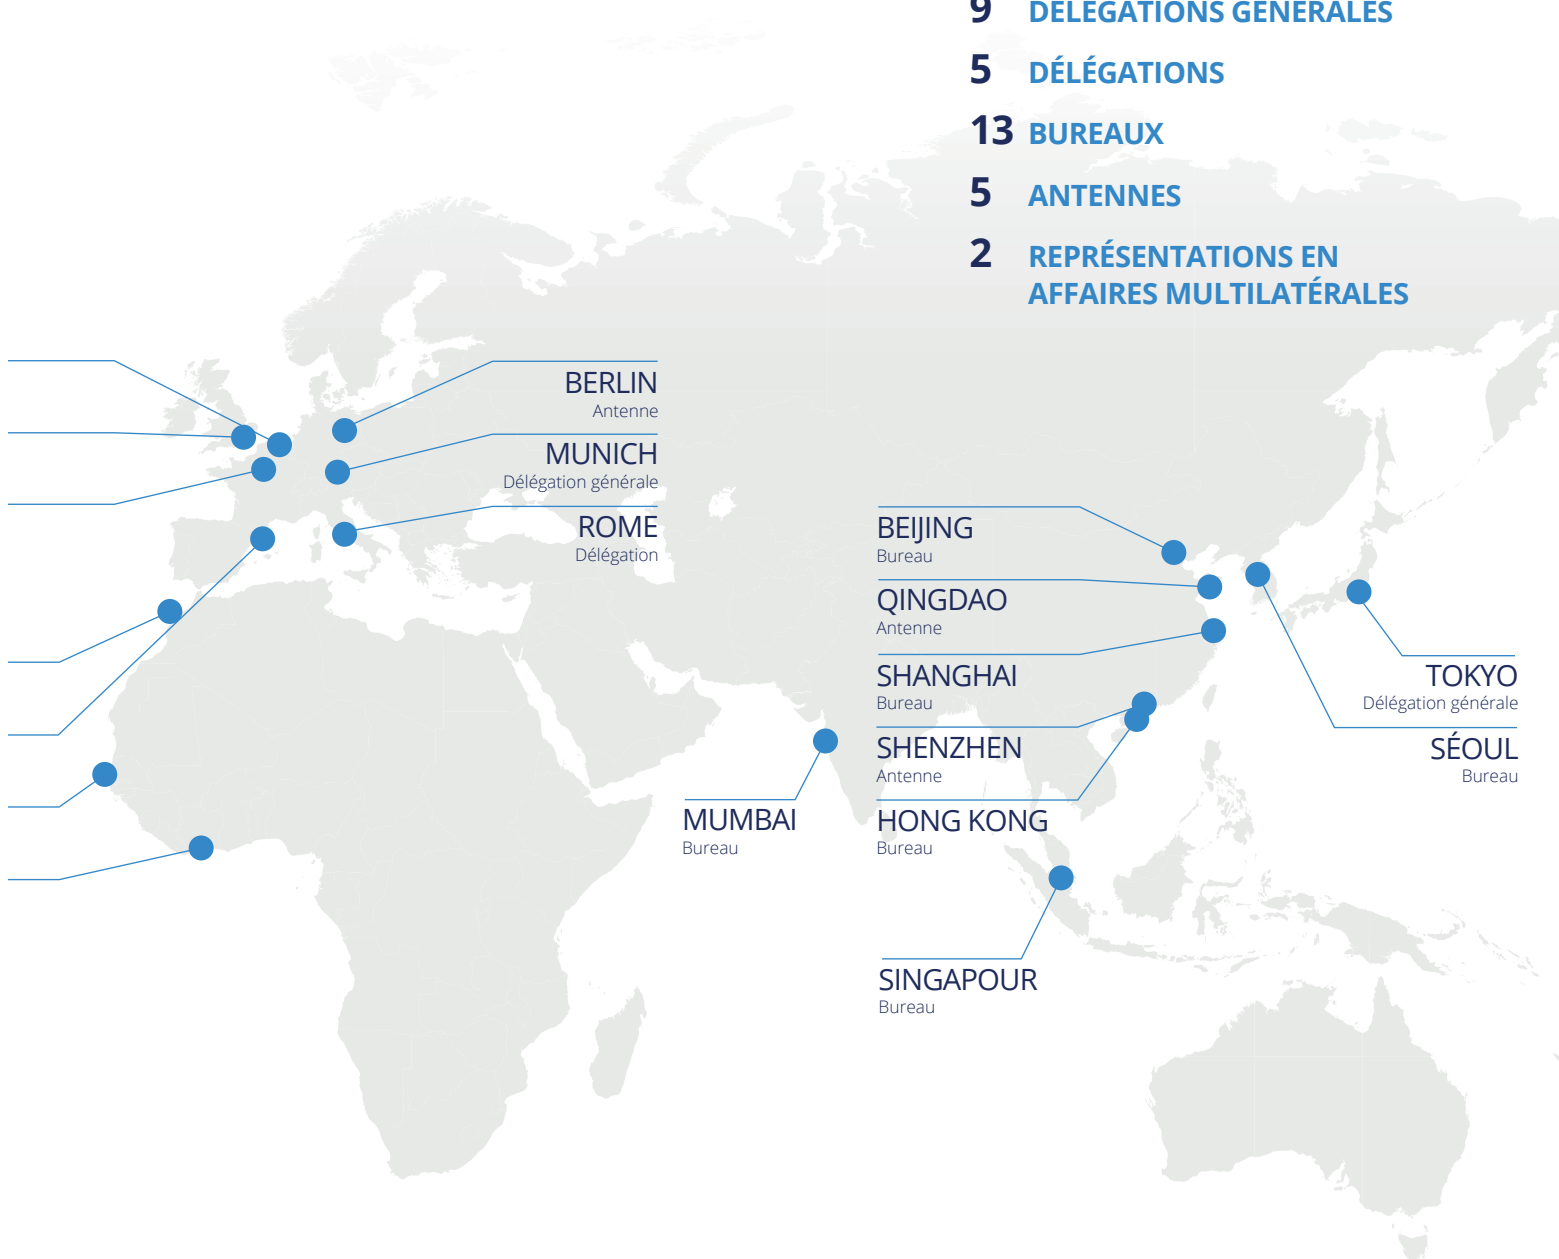 9 DÉLÉGATIONS GÉNÉRALES
5 DÉLÉGATIONS
13 BUREAUX
5 ANTENNES
2 REPRÉSENTATIONS EN
AFFAIRES MULTILATÉRALES
BERLIN
Antenne
MUNICH
Délégation générale
ROME
Délégation
BEIJING
Bureau
QINGDAO
Antenne
SHANGHAI
Bureau
SHENZHEN
Antenne
HONG KONG
Bureau
MUMBAI
Bureau
SINGAPOUR
Bureau
TOKYO
Délégation générale
SÉOUL
Bureau